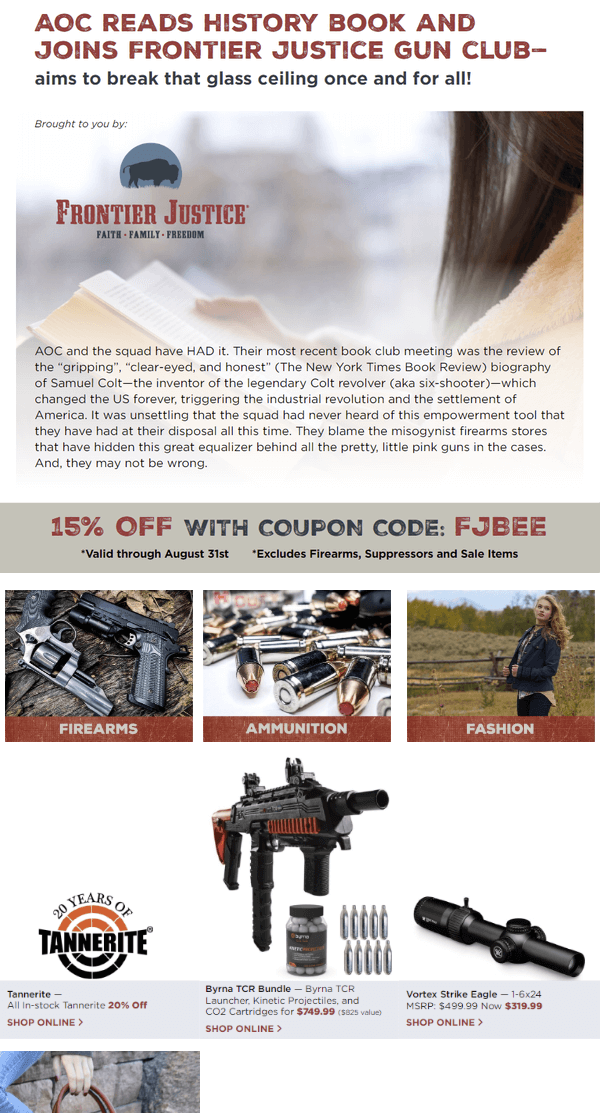 AOC READS HISTORY BOOK AND
JOINS FRONTIER JUSTICE GUN CLUB—
aims to break that glass ceiling once and for all!
Brought to you by:
FRONTIER JUSTICE
FAITH • FAMILY • FREEDOM
AOC and the squad have HAD it. Their most recent book club meeting was the review of
the “gripping”, “clear-eyed, and honest” (The New York Times Book Review) biography
of Samuel Colt—the inventor of the legendary Colt revolver (aka six-shooter)—which
changed the US forever, triggering the industrial revolution and the settlement of
America. It was unsettling that the squad had never heard of this empowerment tool that
they have had at their disposal all this time. They blame the misogynist firearms stores
that have hidden this great equalizer behind all the pretty, little pink guns in the cases.
And, they may not be wrong.
15% OFF WITH COUPON CODE: FJBEE
*Valid through August 31st *Excludes Firearms, Suppressors and Sale Items
FIREARMS
AMMUNITION
FASHION
20 YEARS OF
TANNERITE®
byrna
Tannerite —
All In-stock Tannerite 20% Off
SHOP ONLINE >
Byrna TCR Bundle — Byrna TCR
Launcher, Kinetic Projectiles, and
CO2 Cartridges for $749.99 ($825 value)
SHOP ONLINE >
Vortex Strike Eagle — 1-6x24
MSRP: $499.99 Now $319.99
SHOP ONLINE >